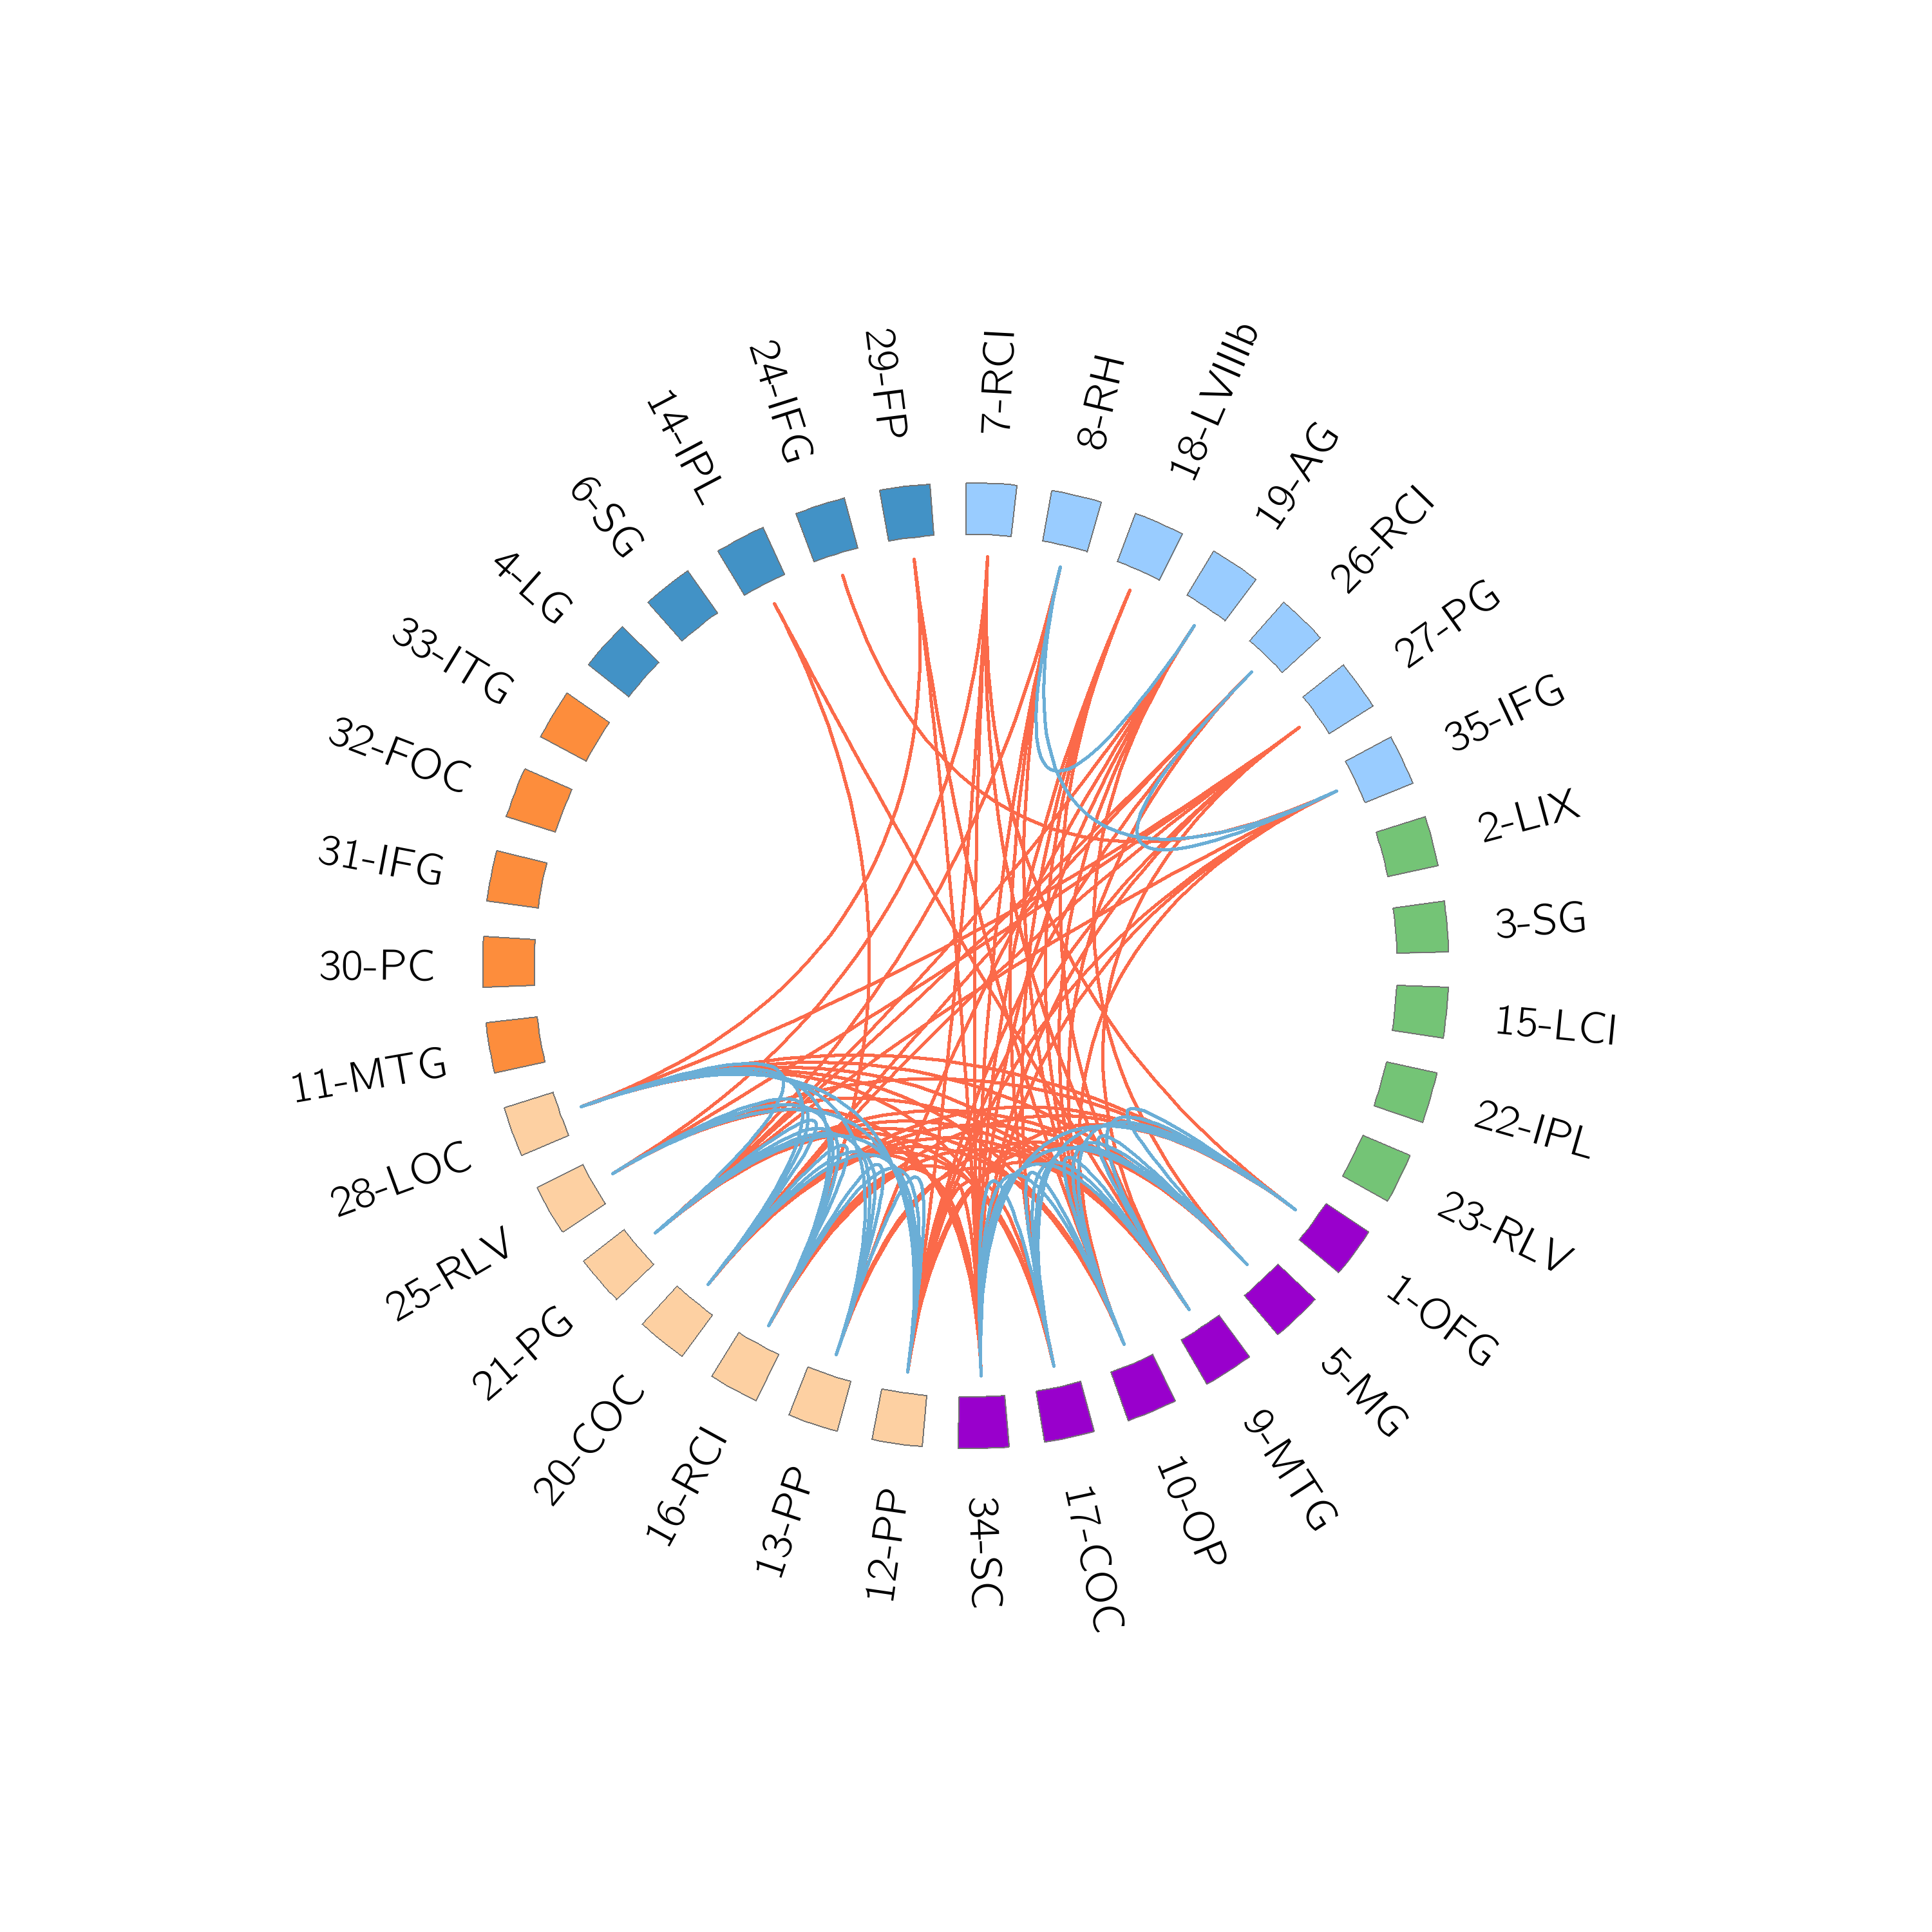 7-RCI
8-RH
18-LVIIIb
19-AG
26-RCI
27-PG
35-IFG
2-LIX
3-SG
15-LCI
22-IPL
23-RLV
1-OFG
5-MG
9-MTG
10-OP
17-COC
34-SC
12-PP
13-PP
16-RCI
20-COC
21-PG
25-RLV
28-LOC
11-MTG
30-PC
31-IFG
32-FOC
33-ITG
4-LG
6-SG
14-IPL
24-IFG
29-FP